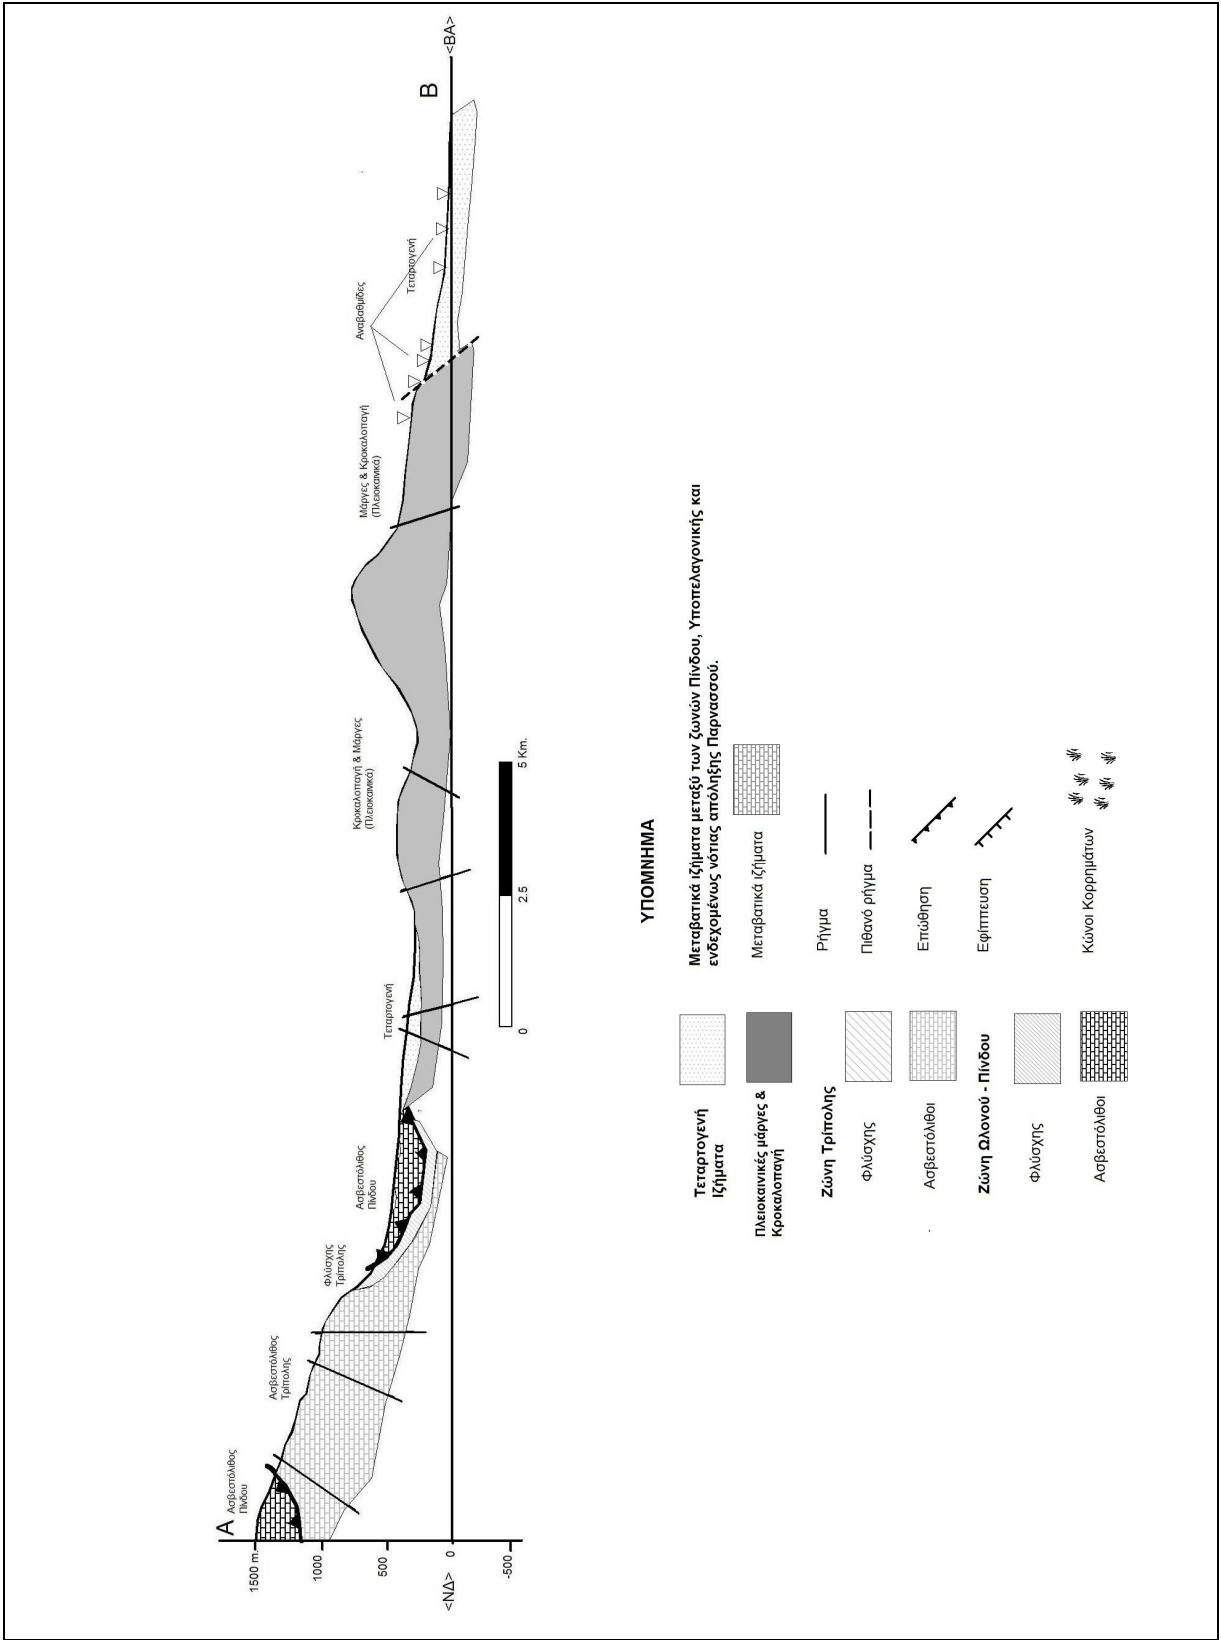 A
B
<ΝΔ>
<ΒΑ>
1500 m.
1000
500
0
-500
Ασβεστόλιθος
Πίνδου
Ασβεστόλιθος
Τρίπολης
Φλύσχης
Τρίπολης
Ασβεστόλιθος
Πίνδου
Τεταρτογενή
Κροκαλοπαγή & Μάργες
(Πλειοκαινικά)
Μάργες & Κροκαλοπαγή
(Πλειοκαινικά)
Αναβαθμίδες
Τεταρτογενή
0
2.5
5 Km.
ΥΠΟΜΝΗΜΑ
Τεταρτογενή
Ιζήματα
Πλειοκαινικές μάργες &
Κροκαλοπαγή
Ζώνη Τρίπολης
Φλύσχης
Ασβεστόλιθοι
Ζώνη Ωλονού - Πίνδου
Φλύσχης
Ασβεστόλιθοι
Μεταβατικά ιζήματα μεταξύ των ζωνών Πίνδου, Υποπελαγονικής και
ενδεχομένως νότιας απόληξης Παρνασσού.
Μεταβατικά ιζήματα
Ρήγμα
Πιθανό ρήγμα
Επώθηση
Εφίππευση
Κώνοι Κορρημάτων